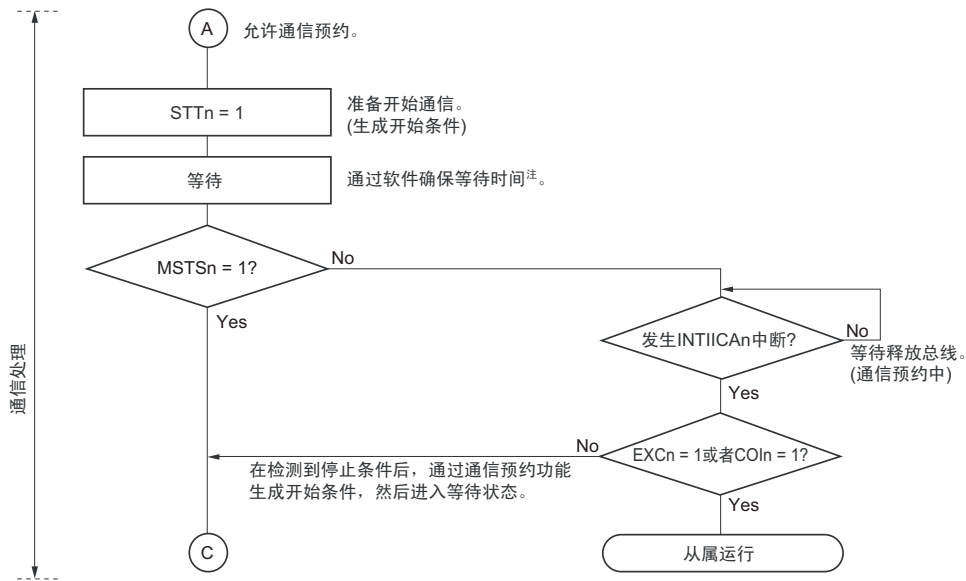 A
允许通信预约。
STTn = 1
准备开始通信。
(生成开始条件)
等待
通过软件确保等待时间注。
MSTSn = 1?
No
Yes
发生INTIICAn中断?
No
等待释放总线。
(通信预约中)
Yes
EXCn = 1或者COIn = 1?
No
在检测到停止条件后，通过通信预约功能
生成开始条件，然后进入等待状态。
Yes
从属运行
C
通信处理